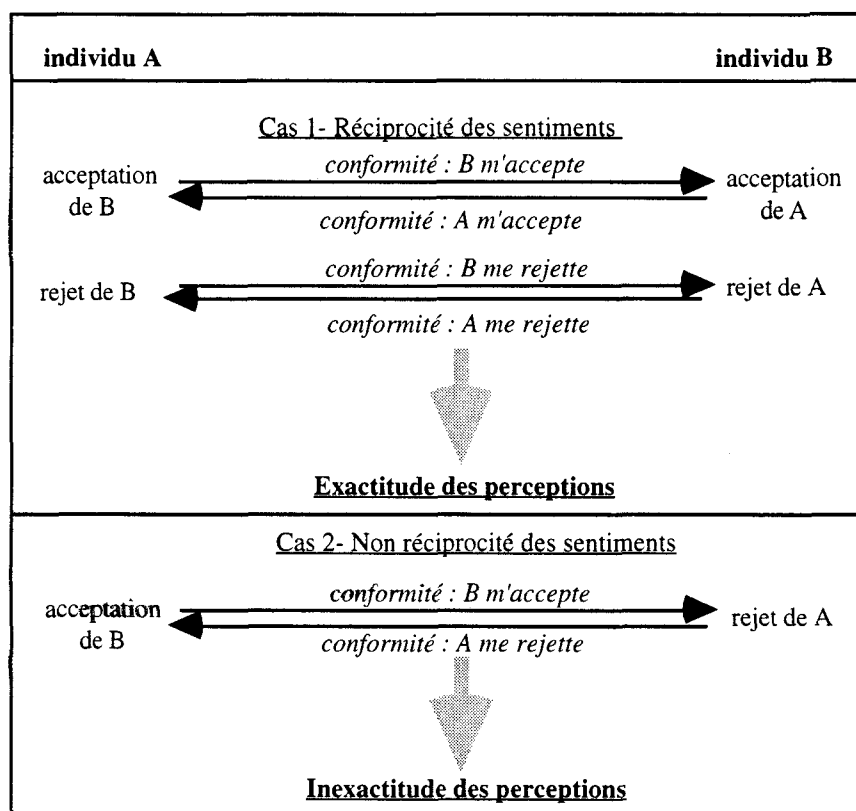 individu A individu B
Cas 1- Réciprocité des sentiments
conformité : B m'accepte
acceptation de B
acceptation de A
conformité : A m'accepte
conformité : B me rejette
rejet de B
rejet de A
conformité : A me rejette
Exactitude des perceptions
Cas 2- Non réciprocité des sentiments
conformité : B m'accepte
acceptation de B
rejet de A
conformité : A me rejette
Inexactitude des perceptions